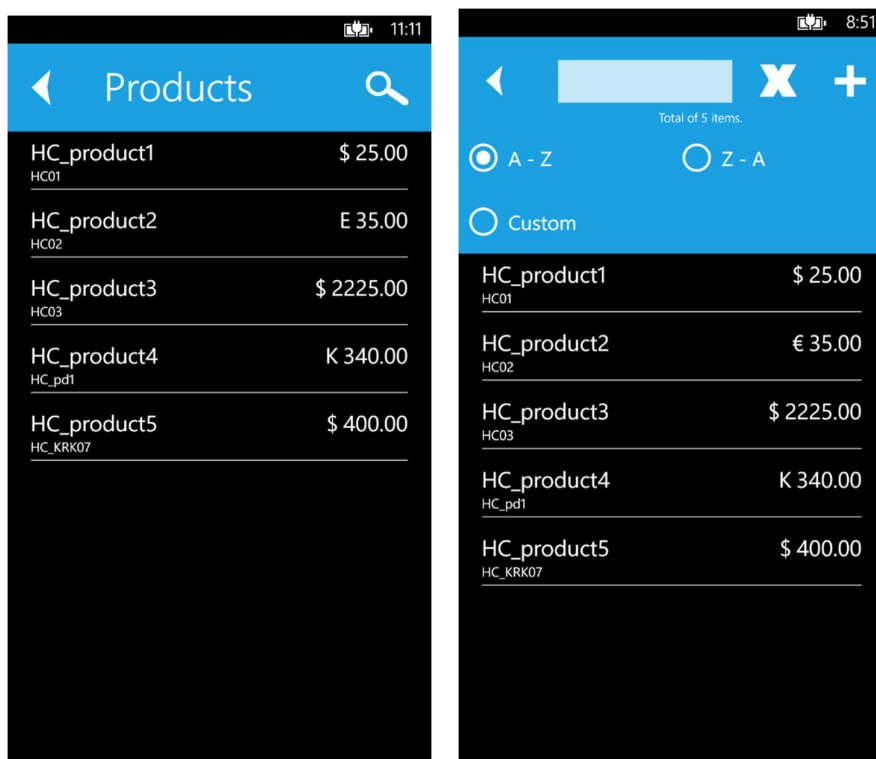 11:11
Products
HC_product1 $ 25.00
HC01
HC_product2 E 35.00
HC02
HC_product3 $ 2225.00
HC03
HC_product4 K 340.00
HC_pd1
HC_product5 $ 400.00
HC_KRK07
8:51
Total of 5 items.
A - Z Z - A
Custom
HC_product1 $ 25.00
HC01
HC_product2 € 35.00
HC02
HC_product3 $ 2225.00
HC03
HC_product4 K 340.00
HC_pd1
HC_product5 $ 400.00
HC_KRK07